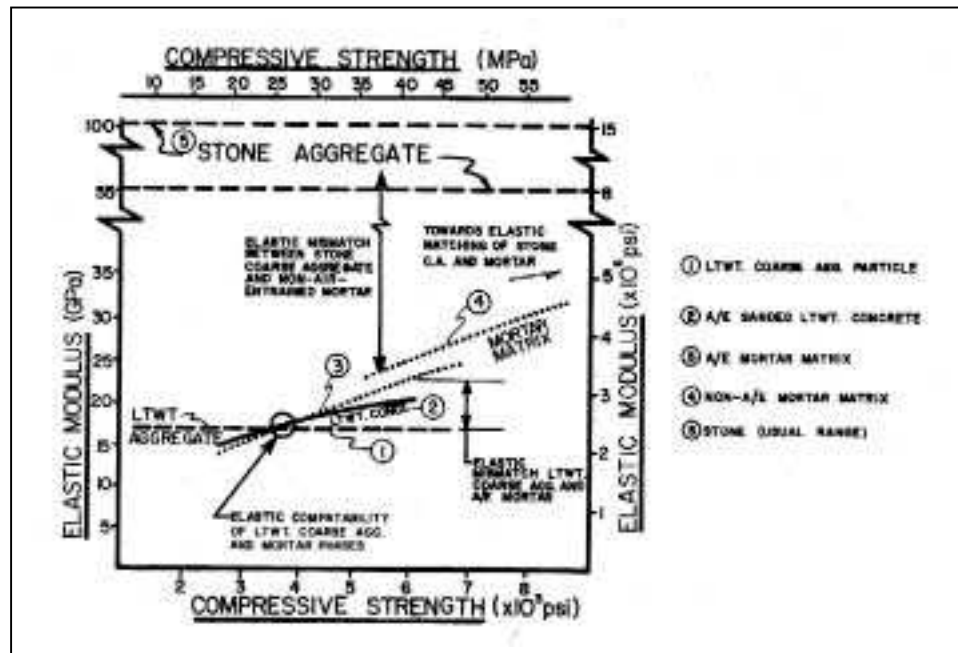 COMPRESSIVE STRENGTH (MPa)
10 15 20 25 30 35 40 45 50 55
100
15
⑤ STONE AGGREGATE
55
8
ELASTIC MISMATCH
BETWEEN STONE
COARSE AGGREGATE
AND NON-AIR-
ENTRAINED MORTAR
TOWARDS ELASTIC
MATCHING OF STONE
C.A. AND MORTAR
ELASTIC MODULUS (GPa)
35
30
25
20
15
10
5
ELASTIC MODULUS (x10⁶ psi)
5
4
3
2
1
④
MORTAR
MATRIX
③
LTWT. CONC.
②
LTWT
AGGREGATE
①
ELASTIC
MISMATCH LTWT.
COARSE AGG. AND
A/E MORTAR
ELASTIC COMPATABILITY
OF LTWT. COARSE AGG.
AND MORTAR PHASES
2 3 4 5 6 7 8
COMPRESSIVE STRENGTH (x10³ psi)
① LTWT. COARSE AGG. PARTICLE
② A/E SANDED LTWT. CONCRETE
③ A/E MORTAR MATRIX
④ NON-A/E MORTAR MATRIX
⑤ STONE (USUAL RANGE)